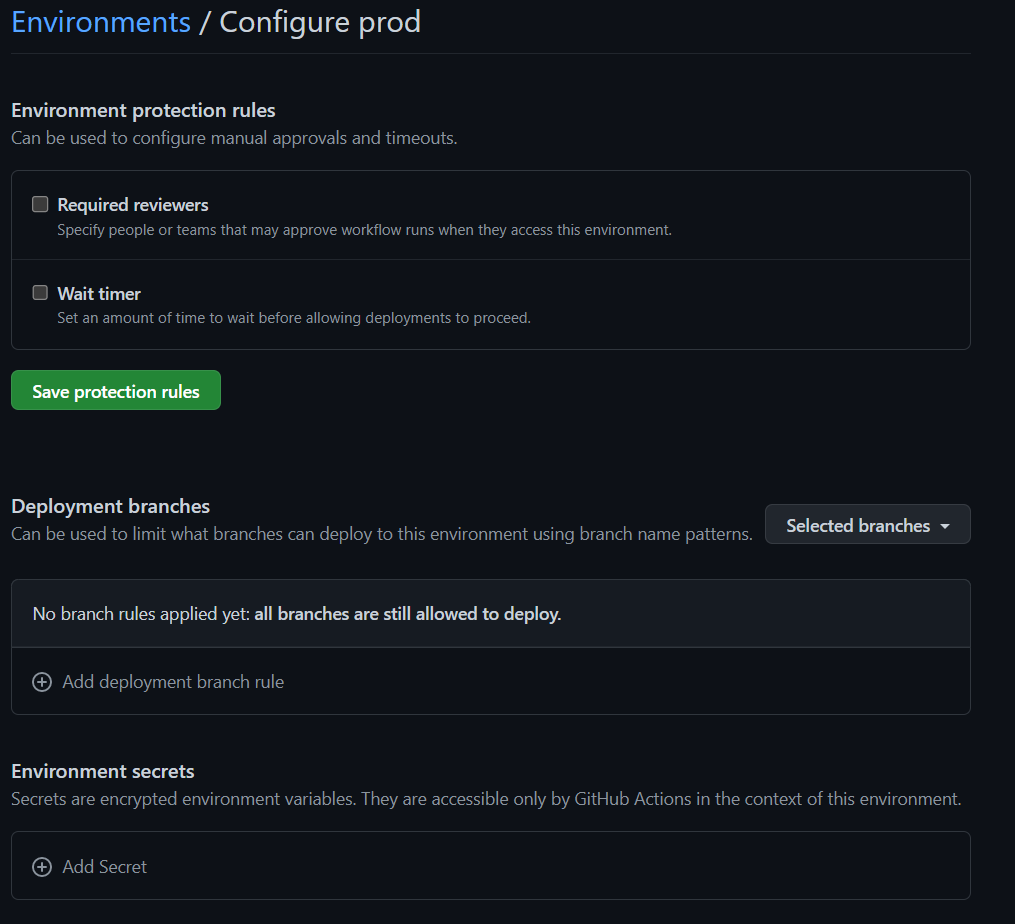 Environments / Configure prod
Environment protection rules
Can be used to configure manual approvals and timeouts.
Required reviewers
Specify people or teams that may approve workflow runs when they access this environment.
Wait timer
Set an amount of time to wait before allowing deployments to proceed.
Save protection rules
Deployment branches
Can be used to limit what branches can deploy to this environment using branch name patterns.
Selected branches
No branch rules applied yet: all branches are still allowed to deploy.
Add deployment branch rule
Environment secrets
Secrets are encrypted environment variables. They are accessible only by GitHub Actions in the context of this environment.
Add Secret